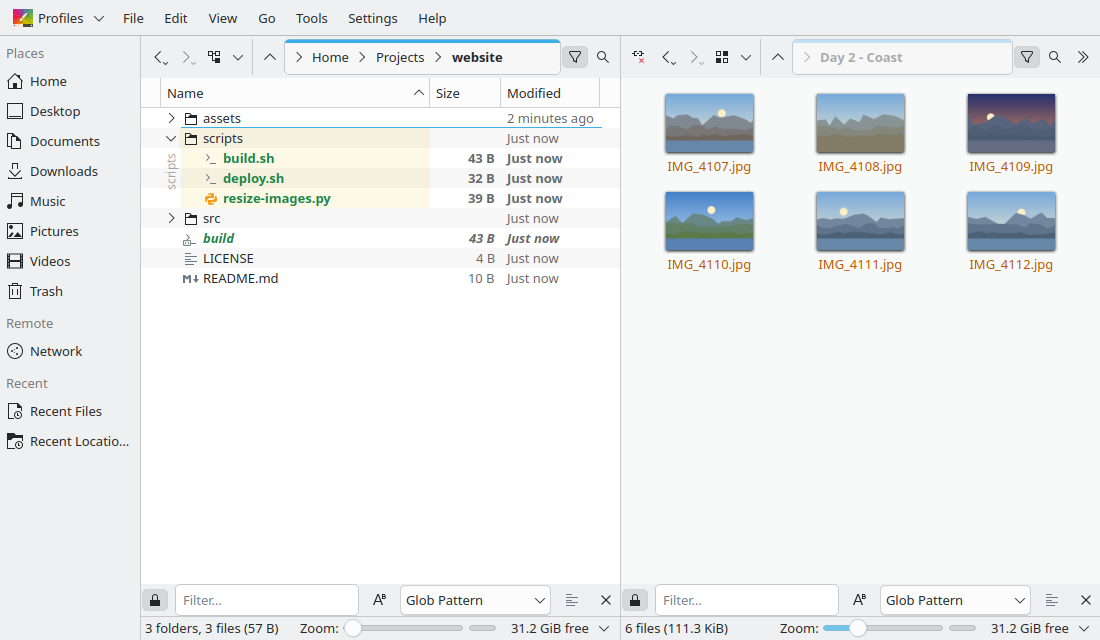 Profiles File Edit View Go Tools Settings Help
Places
Home
Desktop
Documents
Downloads
Music
Pictures
Videos
Trash
Remote
Network
Recent
Recent Files
Recent Locatio...
Home Projects website
Name Size Modified
assets 2 minutes ago
scripts Just now
scripts
build.sh 43 B Just now
deploy.sh 32 B Just now
resize-images.py 39 B Just now
src Just now
build 43 B Just now
LICENSE 4 B Just now
README.md 10 B Just now
Filter... Glob Pattern
3 folders, 3 files (57 B) Zoom: 31.2 GiB free
Day 2 - Coast
IMG_4107.jpg IMG_4108.jpg IMG_4109.jpg
IMG_4110.jpg IMG_4111.jpg IMG_4112.jpg
Filter... Glob Pattern
6 files (111.3 KiB) Zoom: 31.2 GiB free